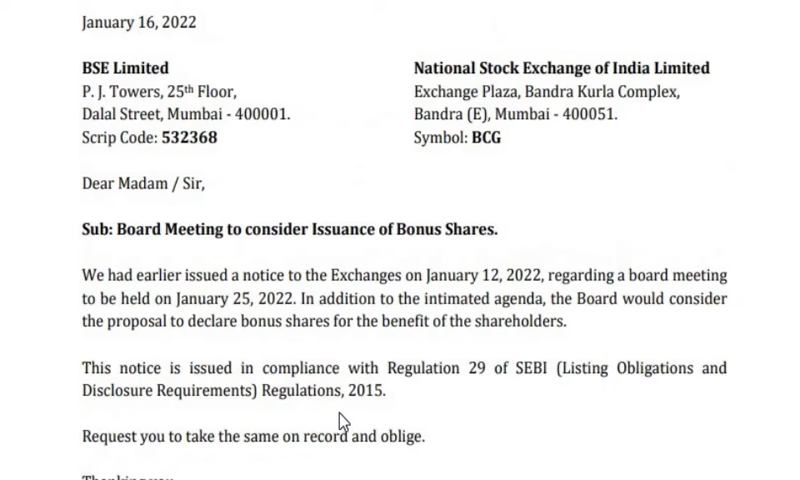 January 16, 2022
BSE Limited
P. J. Towers, 25th Floor,
Dalal Street, Mumbai - 400001.
Scrip Code: 532368
National Stock Exchange of India Limited
Exchange Plaza, Bandra Kurla Complex,
Bandra (E), Mumbai - 400051.
Symbol: BCG
Dear Madam / Sir,
Sub: Board Meeting to consider Issuance of Bonus Shares.
We had earlier issued a notice to the Exchanges on January 12, 2022, regarding a board meeting
to be held on January 25, 2022. In addition to the intimated agenda, the Board would consider
the proposal to declare bonus shares for the benefit of the shareholders.
This notice is issued in compliance with Regulation 29 of SEBI (Listing Obligations and
Disclosure Requirements) Regulations, 2015.
Request you to take the same on record and oblige.